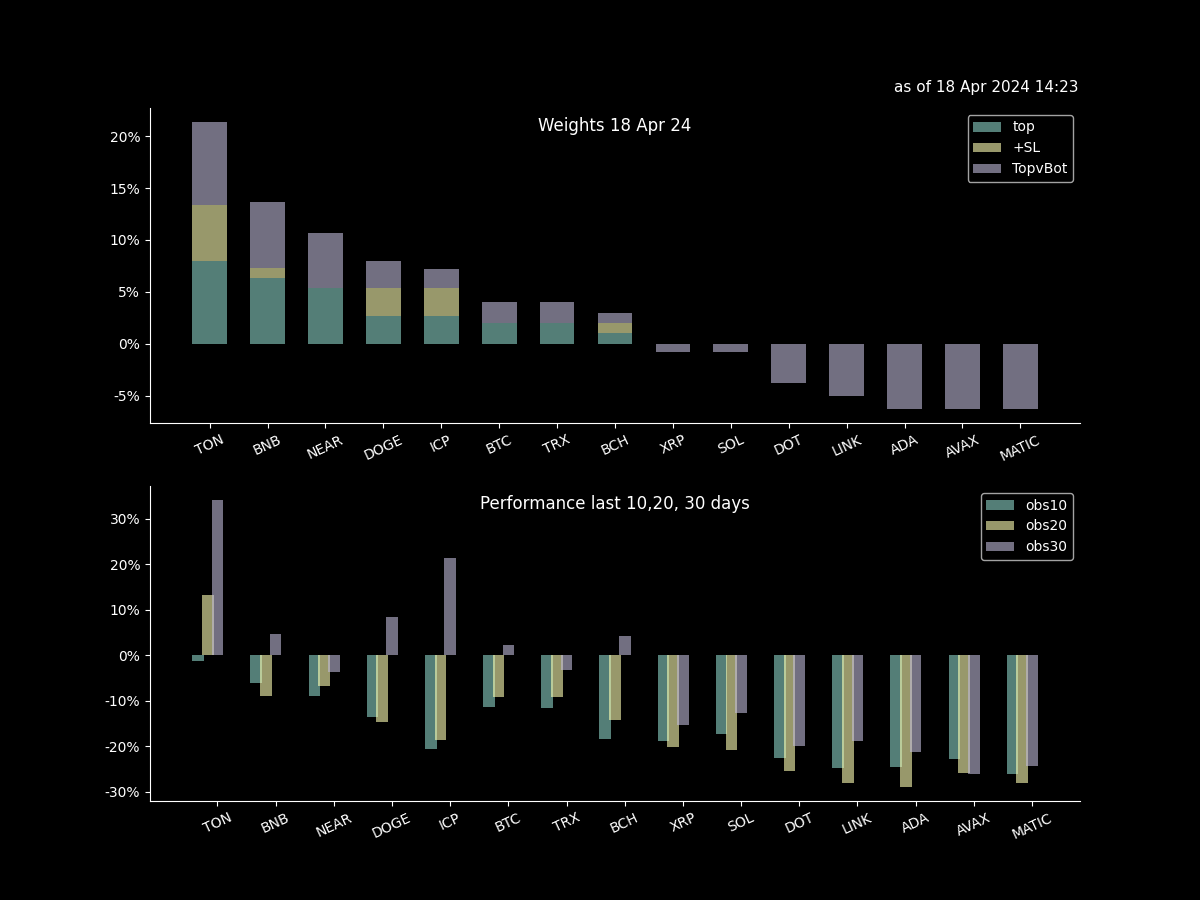 as of 18 Apr 2024 14:23
Weights 18 Apr 24
top
+SL
TopvBot
20%
15%
10%
5%
0%
-5%
TON BNB NEAR DOGE ICP BTC TRX BCH XRP SOL DOT LINK ADA AVAX MATIC
Performance last 10,20, 30 days
obs10
obs20
obs30
30%
20%
10%
0%
-10%
-20%
-30%
TON BNB NEAR DOGE ICP BTC TRX BCH XRP SOL DOT LINK ADA AVAX MATIC